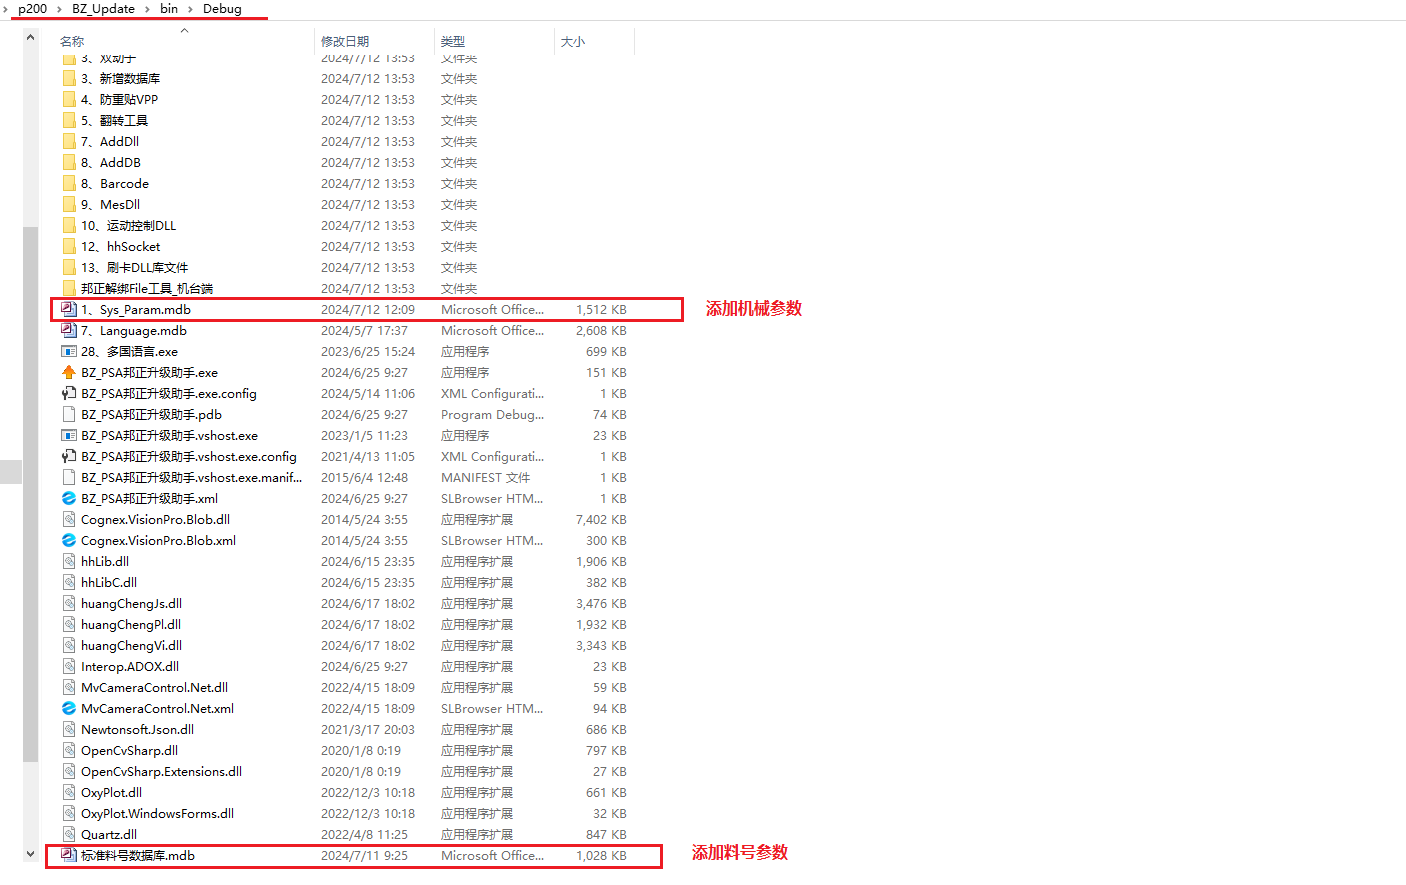 p200 > BZ_Update > bin > Debug
名称 修改日期 类型 大小
3、双动子 2024/7/12 13:53 文件夹
3、新增数据库 2024/7/12 13:53 文件夹
4、防重贴VPP 2024/7/12 13:53 文件夹
5、翻转工具 2024/7/12 13:53 文件夹
7、AddDll 2024/7/12 13:53 文件夹
8、AddDB 2024/7/12 13:53 文件夹
8、Barcode 2024/7/12 13:53 文件夹
9、MesDll 2024/7/12 13:53 文件夹
10、运动控制DLL 2024/7/12 13:53 文件夹
12、hhSocket 2024/7/12 13:53 文件夹
13、刷卡DLL库文件 2024/7/12 13:53 文件夹
邦正解绑File工具_机台端 2024/7/12 13:53 文件夹
1、Sys_Param.mdb 2024/7/12 12:09 Microsoft Office... 1,512 KB 添加机械参数
7、Language.mdb 2024/5/7 17:37 Microsoft Office... 2,608 KB
28、多国语言.exe 2023/6/25 15:24 应用程序 699 KB
BZ_PSA邦正升级助手.exe 2024/6/25 9:27 应用程序 151 KB
BZ_PSA邦正升级助手.exe.config 2024/5/14 11:06 XML Configurati... 1 KB
BZ_PSA邦正升级助手.pdb 2024/6/25 9:27 Program Debug... 74 KB
BZ_PSA邦正升级助手.vshost.exe 2023/1/5 11:23 应用程序 23 KB
BZ_PSA邦正升级助手.vshost.exe.config 2021/4/13 11:05 XML Configurati... 1 KB
BZ_PSA邦正升级助手.vshost.exe.manif... 2015/6/4 12:48 MANIFEST 文件 1 KB
BZ_PSA邦正升级助手.xml 2024/6/25 9:27 SLBrowser HTM... 1 KB
Cognex.VisionPro.Blob.dll 2014/5/24 3:55 应用程序扩展 7,402 KB
Cognex.VisionPro.Blob.xml 2014/5/24 3:55 SLBrowser HTM... 300 KB
hhLib.dll 2024/6/15 23:35 应用程序扩展 1,906 KB
hhLibC.dll 2024/6/15 23:35 应用程序扩展 382 KB
huangChengJs.dll 2024/6/17 18:02 应用程序扩展 3,476 KB
huangChengPl.dll 2024/6/17 18:02 应用程序扩展 1,932 KB
huangChengVi.dll 2024/6/17 18:02 应用程序扩展 3,343 KB
Interop.ADOX.dll 2024/6/25 9:27 应用程序扩展 23 KB
MvCameraControl.Net.dll 2022/4/15 18:09 应用程序扩展 59 KB
MvCameraControl.Net.xml 2022/4/15 18:09 SLBrowser HTM... 94 KB
Newtonsoft.Json.dll 2021/3/17 20:03 应用程序扩展 686 KB
OpenCvSharp.dll 2020/1/8 0:19 应用程序扩展 797 KB
OpenCvSharp.Extensions.dll 2020/1/8 0:19 应用程序扩展 27 KB
OxyPlot.dll 2022/12/3 10:18 应用程序扩展 661 KB
OxyPlot.WindowsForms.dll 2022/12/3 10:18 应用程序扩展 32 KB
Quartz.dll 2022/4/8 11:25 应用程序扩展 847 KB
标准料号数据库.mdb 2024/7/11 9:25 Microsoft Office... 1,028 KB 添加料号参数